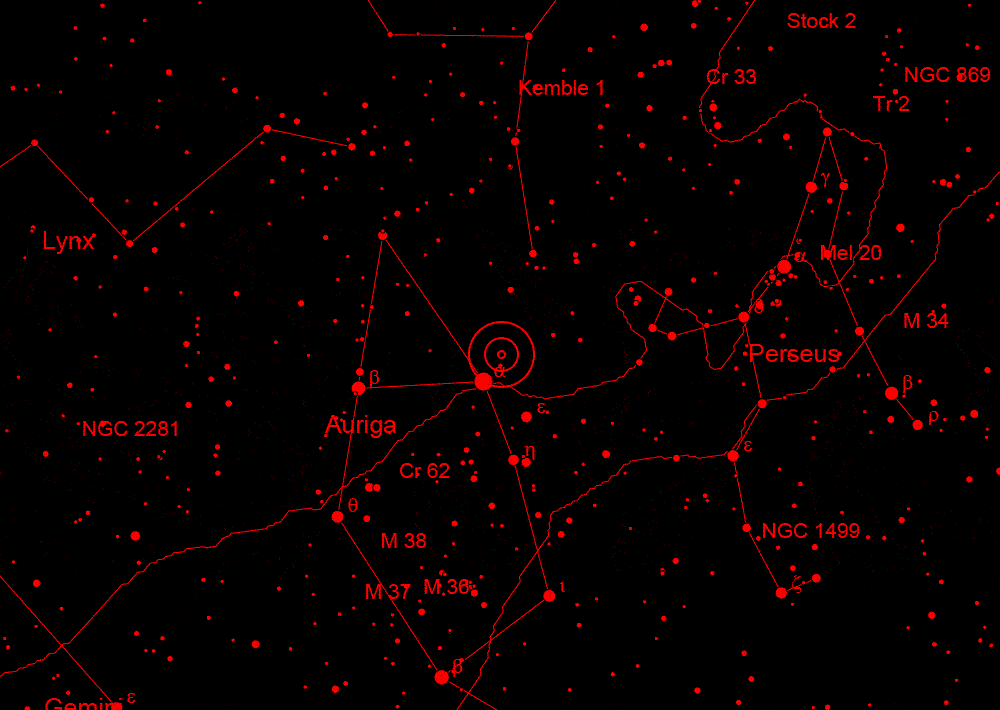 Stock 2
Cr 33
NGC 869
Kemble 1
Tr 2
γ
Lynx
α
Mel 20
δ
M 34
Perseus
α
β
β
ε
ρ
Auriga
NGC 2281
η
ε
Cr 62
θ
NGC 1499
M 38
M 37
M 36
ι
ζ
β
ε
Gemini